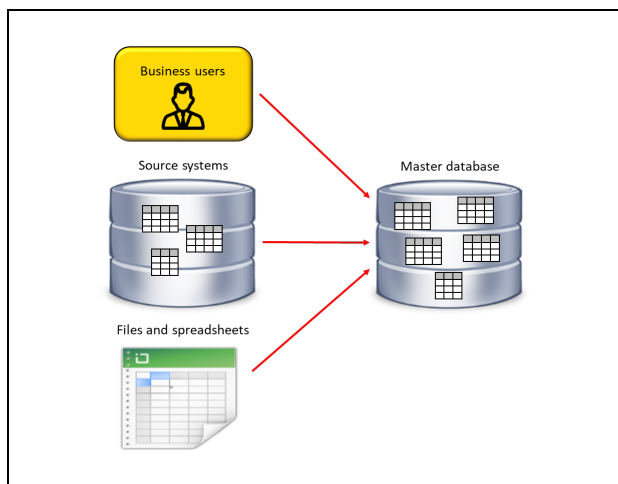 Business users
Source systems
Master database
Files and spreadsheets